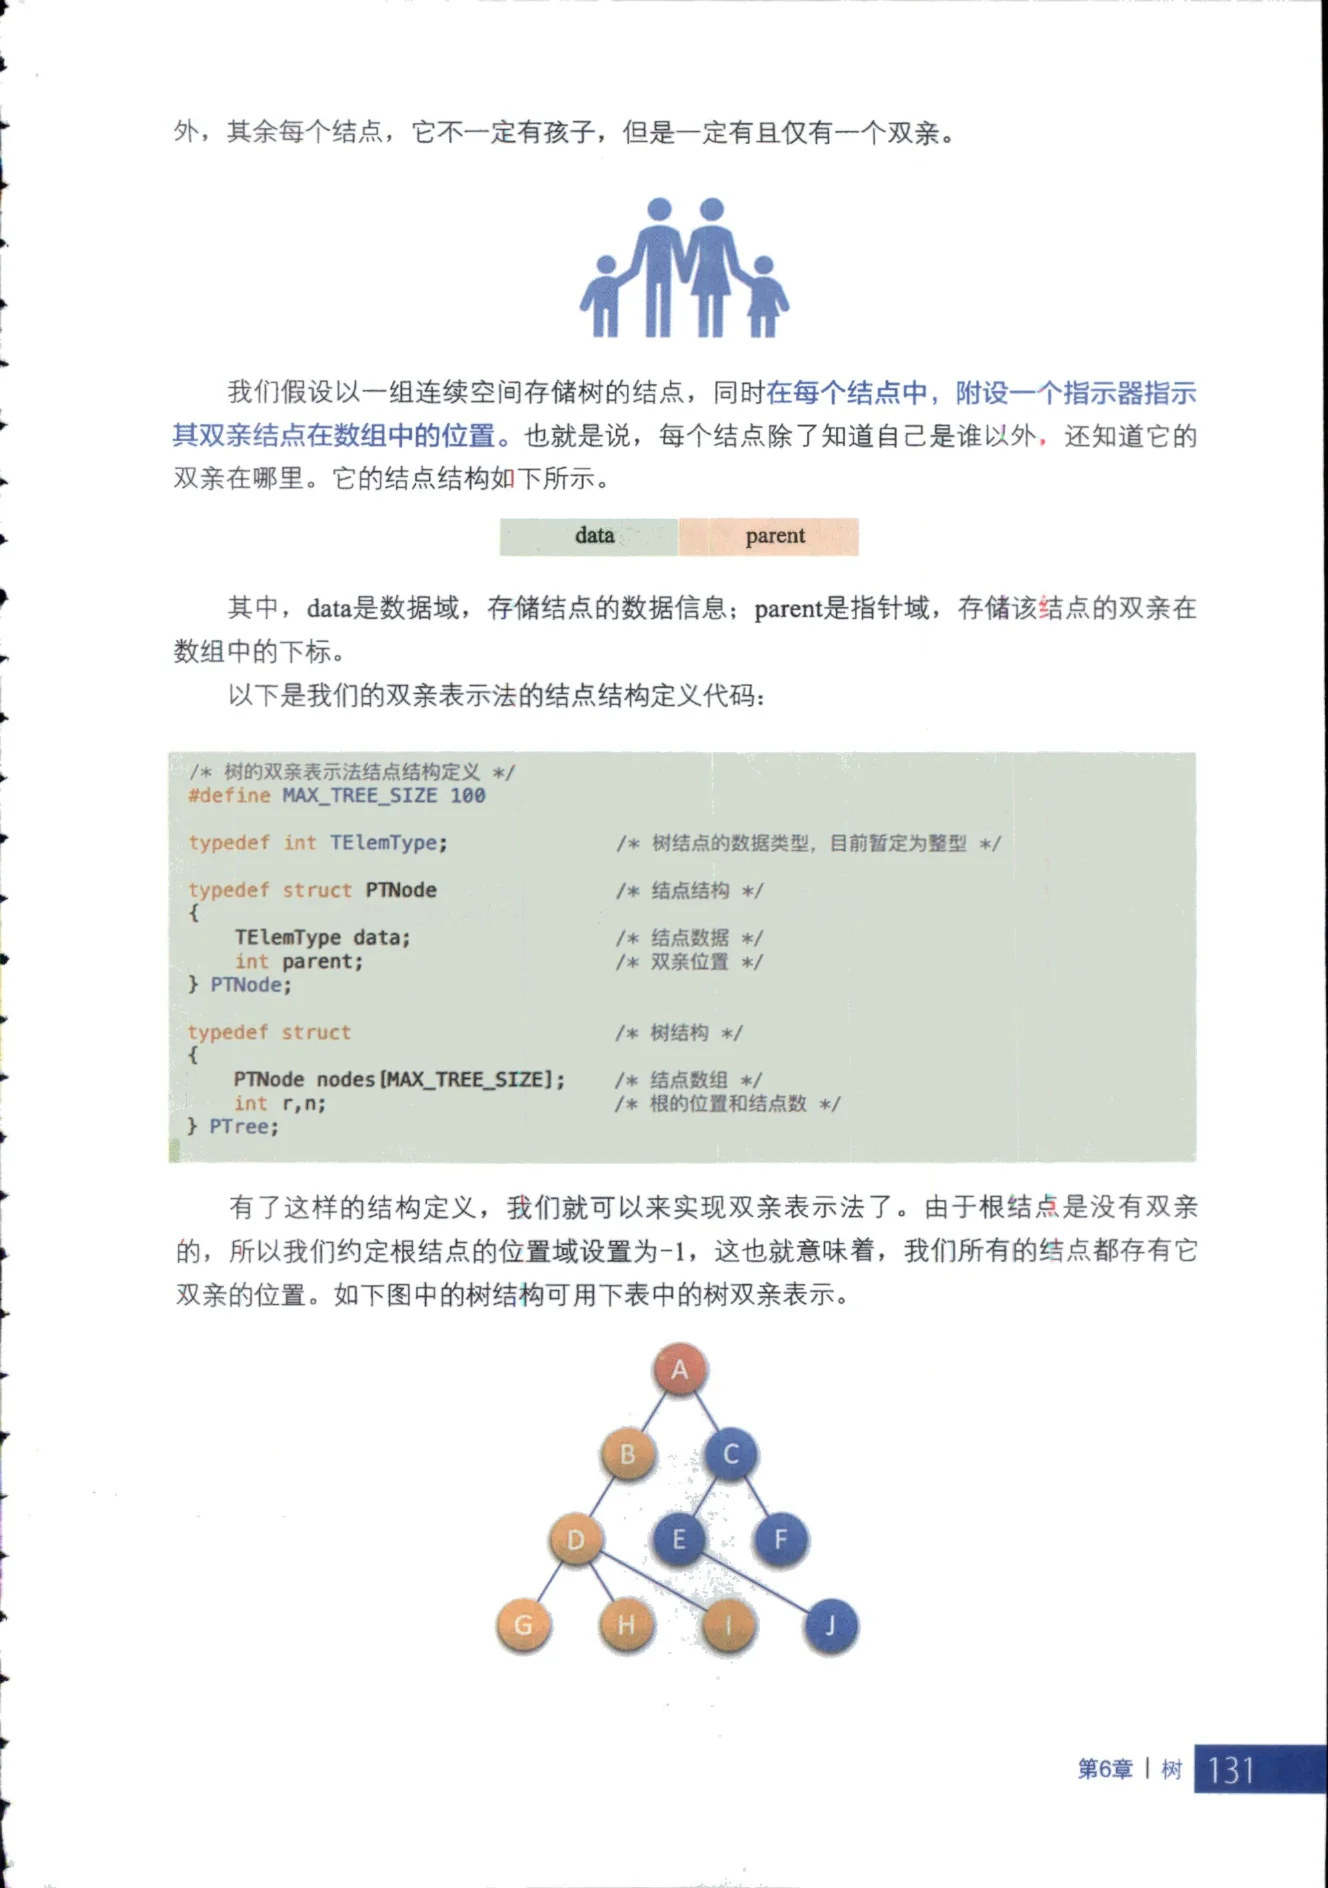 外，其余每个结点，它不一定有孩子，但是一定有且仅有一个双亲。
我们假设以一组连续空间存储树的结点，同时在每个结点中，附设一个指示器指示
其双亲结点在数组中的位置。也就是说，每个结点除了知道自己是谁以外，还知道它的
双亲在哪里。它的结点结构如下所示。
data parent
其中，data是数据域，存储结点的数据信息；parent是指针域，存储该结点的双亲在
数组中的下标。
以下是我们的双亲表示法的结点结构定义代码：
/* 树的双亲表示法结点结构定义 */
#define MAX_TREE_SIZE 100
typedef int TElemType; /* 树结点的数据类型，目前暂定为整型 */
typedef struct PTNode /* 结点结构 */
{
TElemType data; /* 结点数据 */
int parent; /* 双亲位置 */
} PTNode;
typedef struct /* 树结构 */
{
PTNode nodes[MAX_TREE_SIZE]; /* 结点数组 */
int r,n; /* 根的位置和结点数 */
} PTree;
有了这样的结构定义，我们就可以来实现双亲表示法了。由于根结点是没有双亲
的，所以我们约定根结点的位置域设置为-1，这也就意味着，我们所有的结点都存有它
双亲的位置。如下图中的树结构可用下表中的树双亲表示。
A
B C
D E F
G H I J
第6章 | 树 131